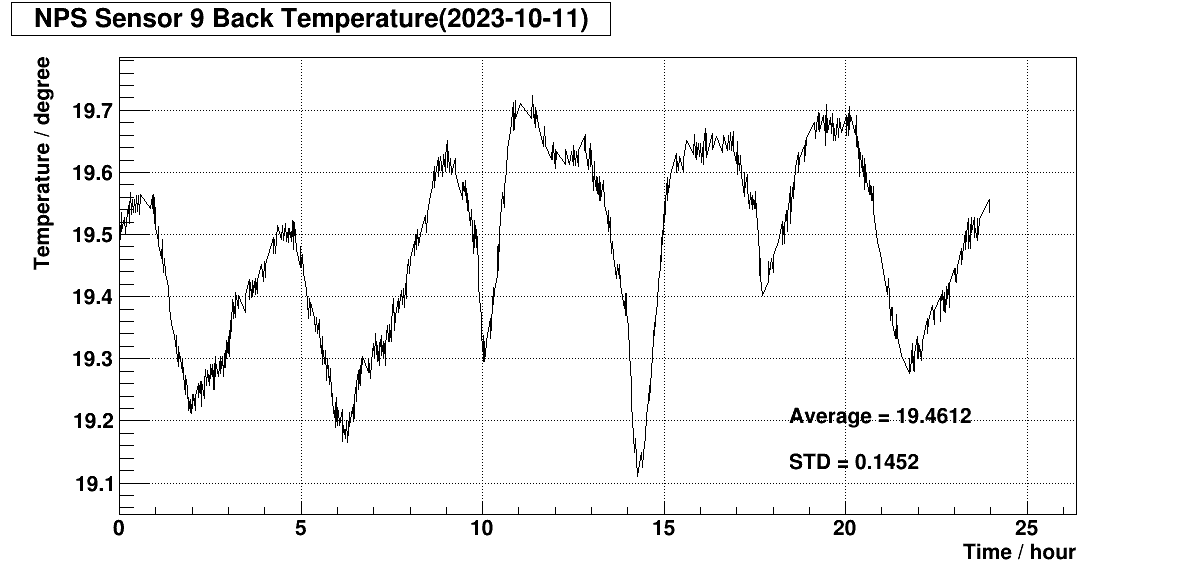 NPS Sensor 9 Back Temperature(2023-10-11)
Temperature / degree
19.7
19.6
19.5
19.4
19.3
19.2
19.1
Average = 19.4612
STD = 0.1452
0 5 10 15 20 25
Time / hour